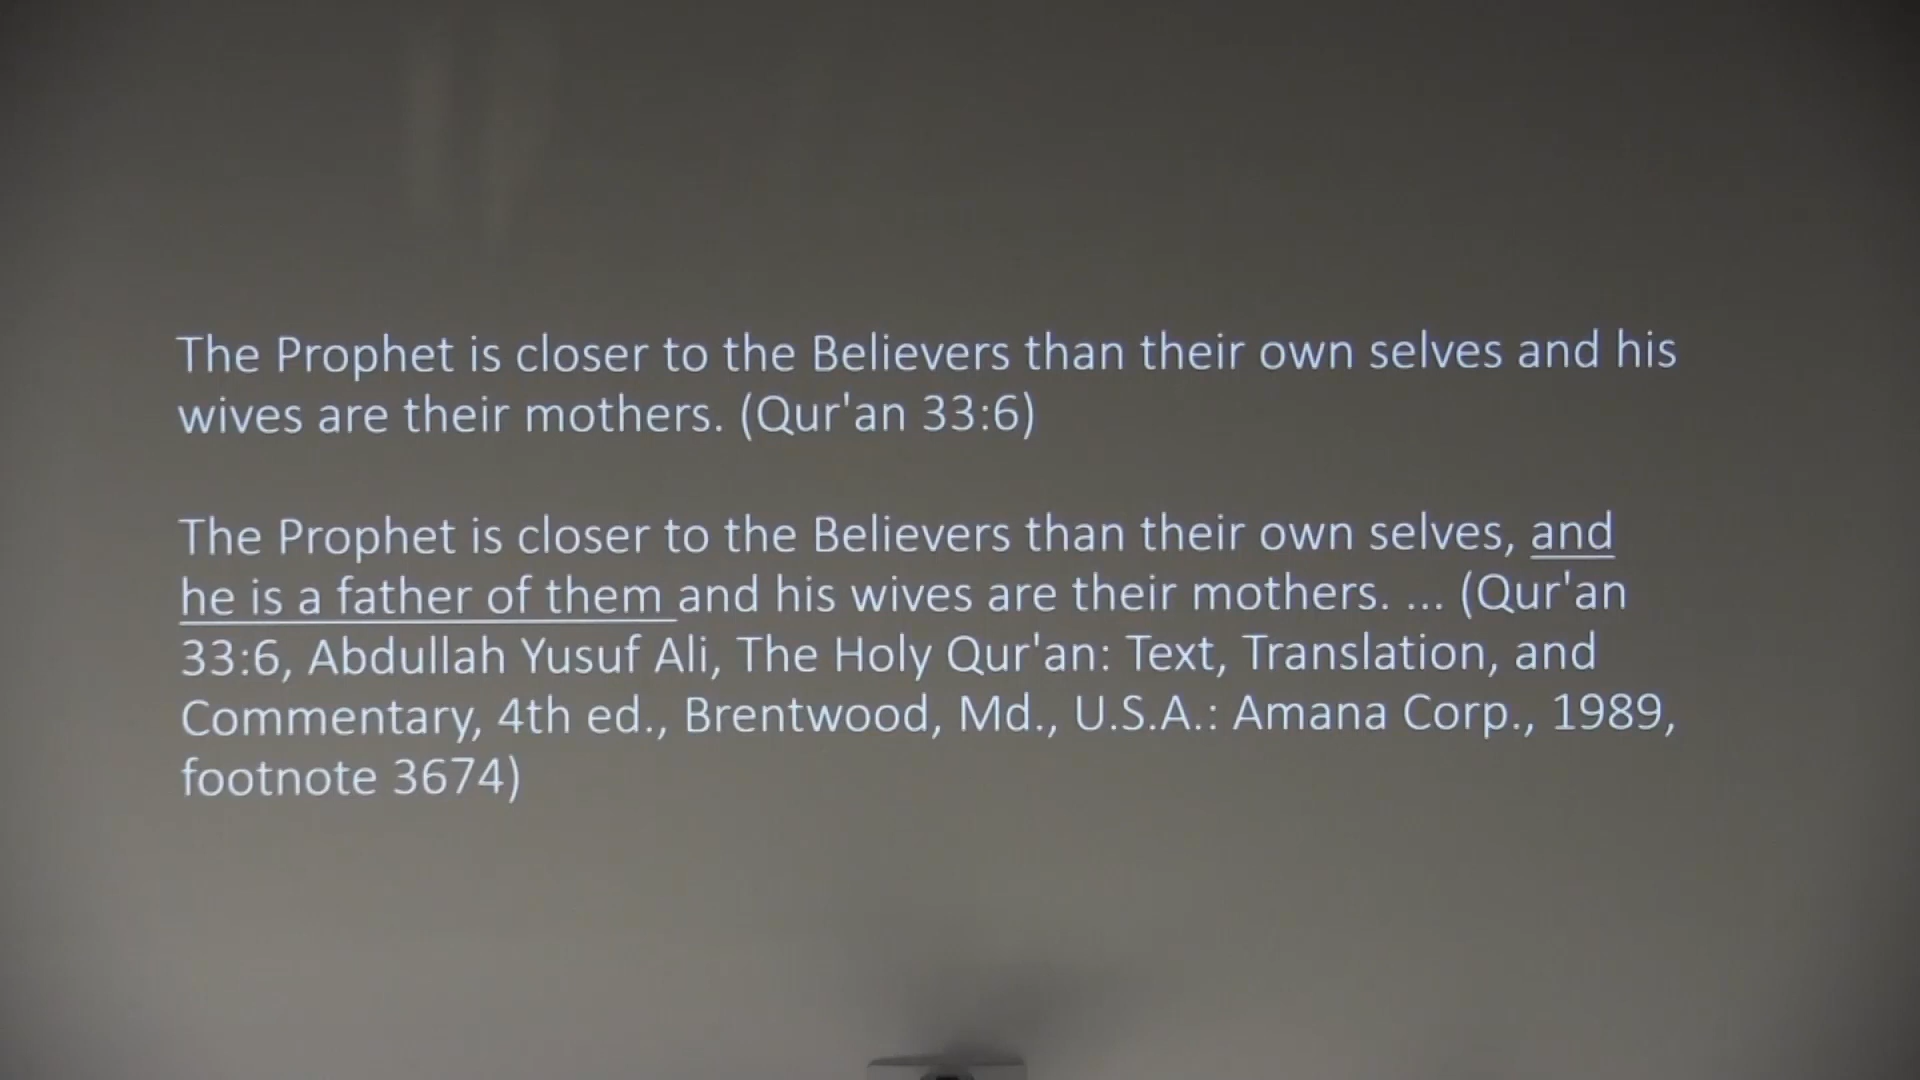 The Prophet is closer to the Believers than their own selves and his
wives are their mothers. (Qur'an 33:6)
The Prophet is closer to the Believers than their own selves, and
he is a father of them and his wives are their mothers. ... (Qur'an
33:6, Abdullah Yusuf Ali, The Holy Qur'an: Text, Translation, and
Commentary, 4th ed., Brentwood, Md., U.S.A.: Amana Corp., 1989,
footnote 3674)